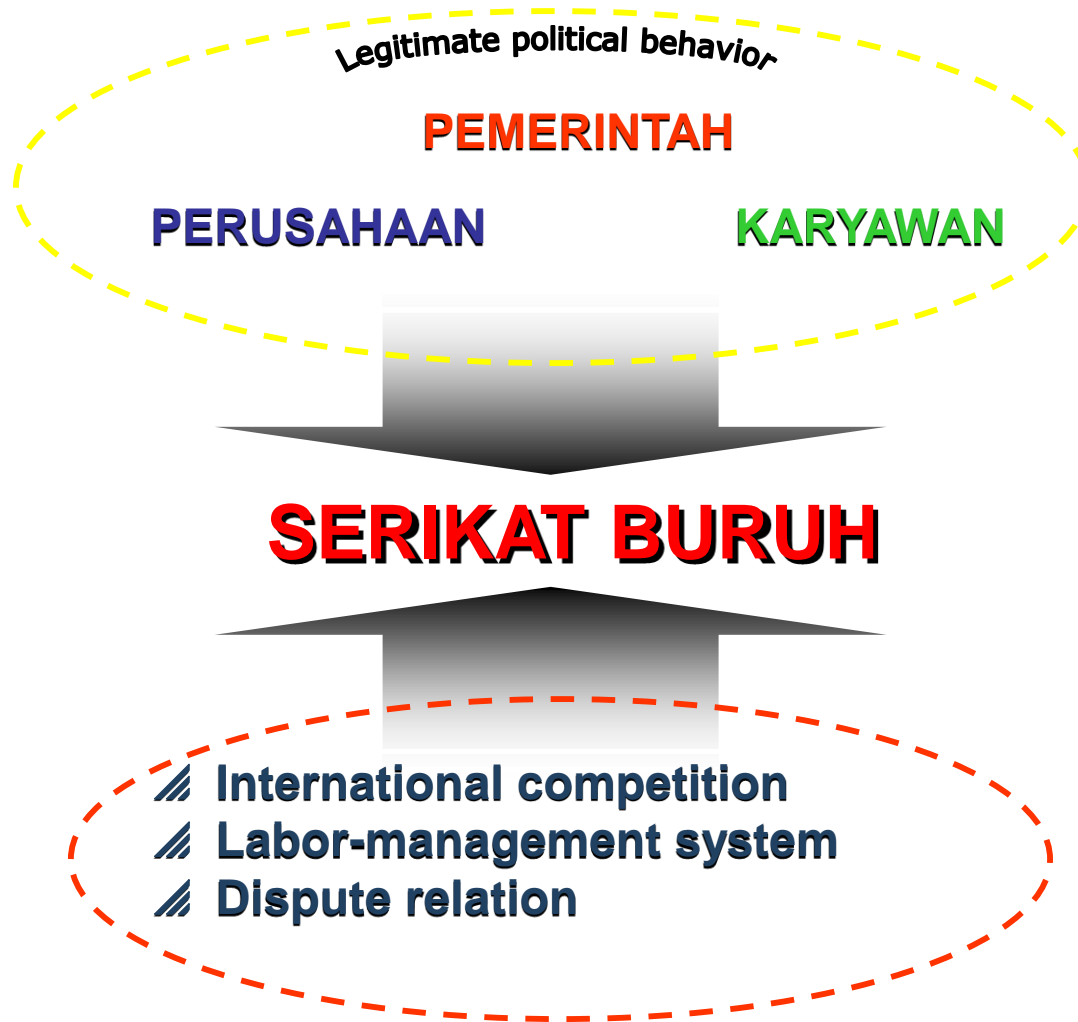 Legitimate political behavior
PEMERINTAH
PERUSAHAAN
KARYAWAN
SERIKAT BURUH
International competition
Labor-management system
Dispute relation